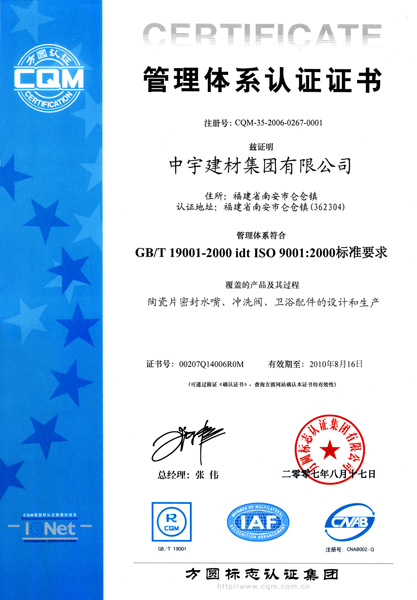 CERTIFICATE
方圆认证
CQM
CERTIFICATION
管理体系认证证书
注册号: CQM-35-2006-0267-0001
兹证明
中宇建材集团有限公司
住所: 福建省南安市仑仓镇
认证地址: 福建省南安市仑仓镇(362304)
管理体系符合
GB/T 19001-2000 idt ISO 9001:2000标准要求
覆盖的产品及其过程
陶瓷片密封水嘴、冲洗阀、卫浴配件的设计和生产
证书号: 00207Q14006R0M 有效期至: 2010年8月16日
(可通过验证《确认证书》、查询方圆网站确认本证书的有效性)
总经理: 张 伟
方圆标志认证集团有限公司
二零零七年八月十七日
CQM是国际认证联盟的成员
IQNet
R
CQM
GB/T 19001
MEMBER OF MULTILATERAL
IAF
RECOGNITION ARRANGEMENT
CNAB
注册号: CNAB002-Q
方圆标志认证集团
http://www.cqm.com.cn